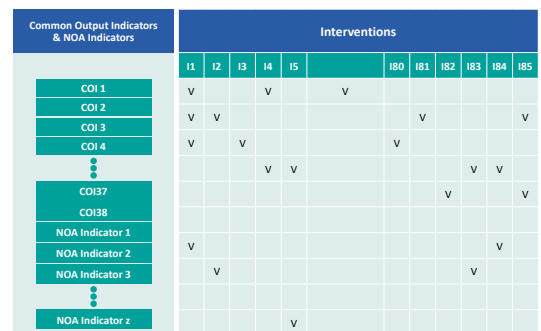 Common Output Indicators
& NOA Indicators
Interventions
I1 I2 I3 I4 I5 I80 I81 I82 I83 I84 I85
COI 1
V V V
COI 2
V V V V
COI 3
COI 4
V V V
V V V V
COI37
V V
COI38
NOA Indicator 1
NOA Indicator 2
V V
NOA Indicator 3
V V
NOA Indicator z
V